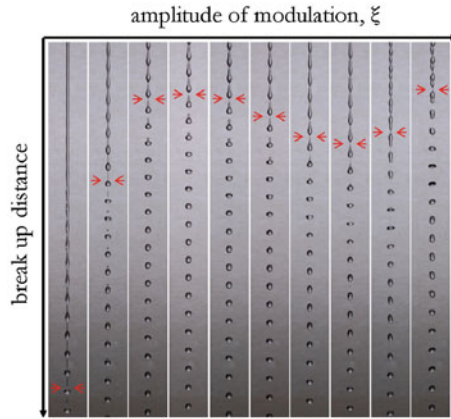 amplitude of modulation, ξ
break up distance